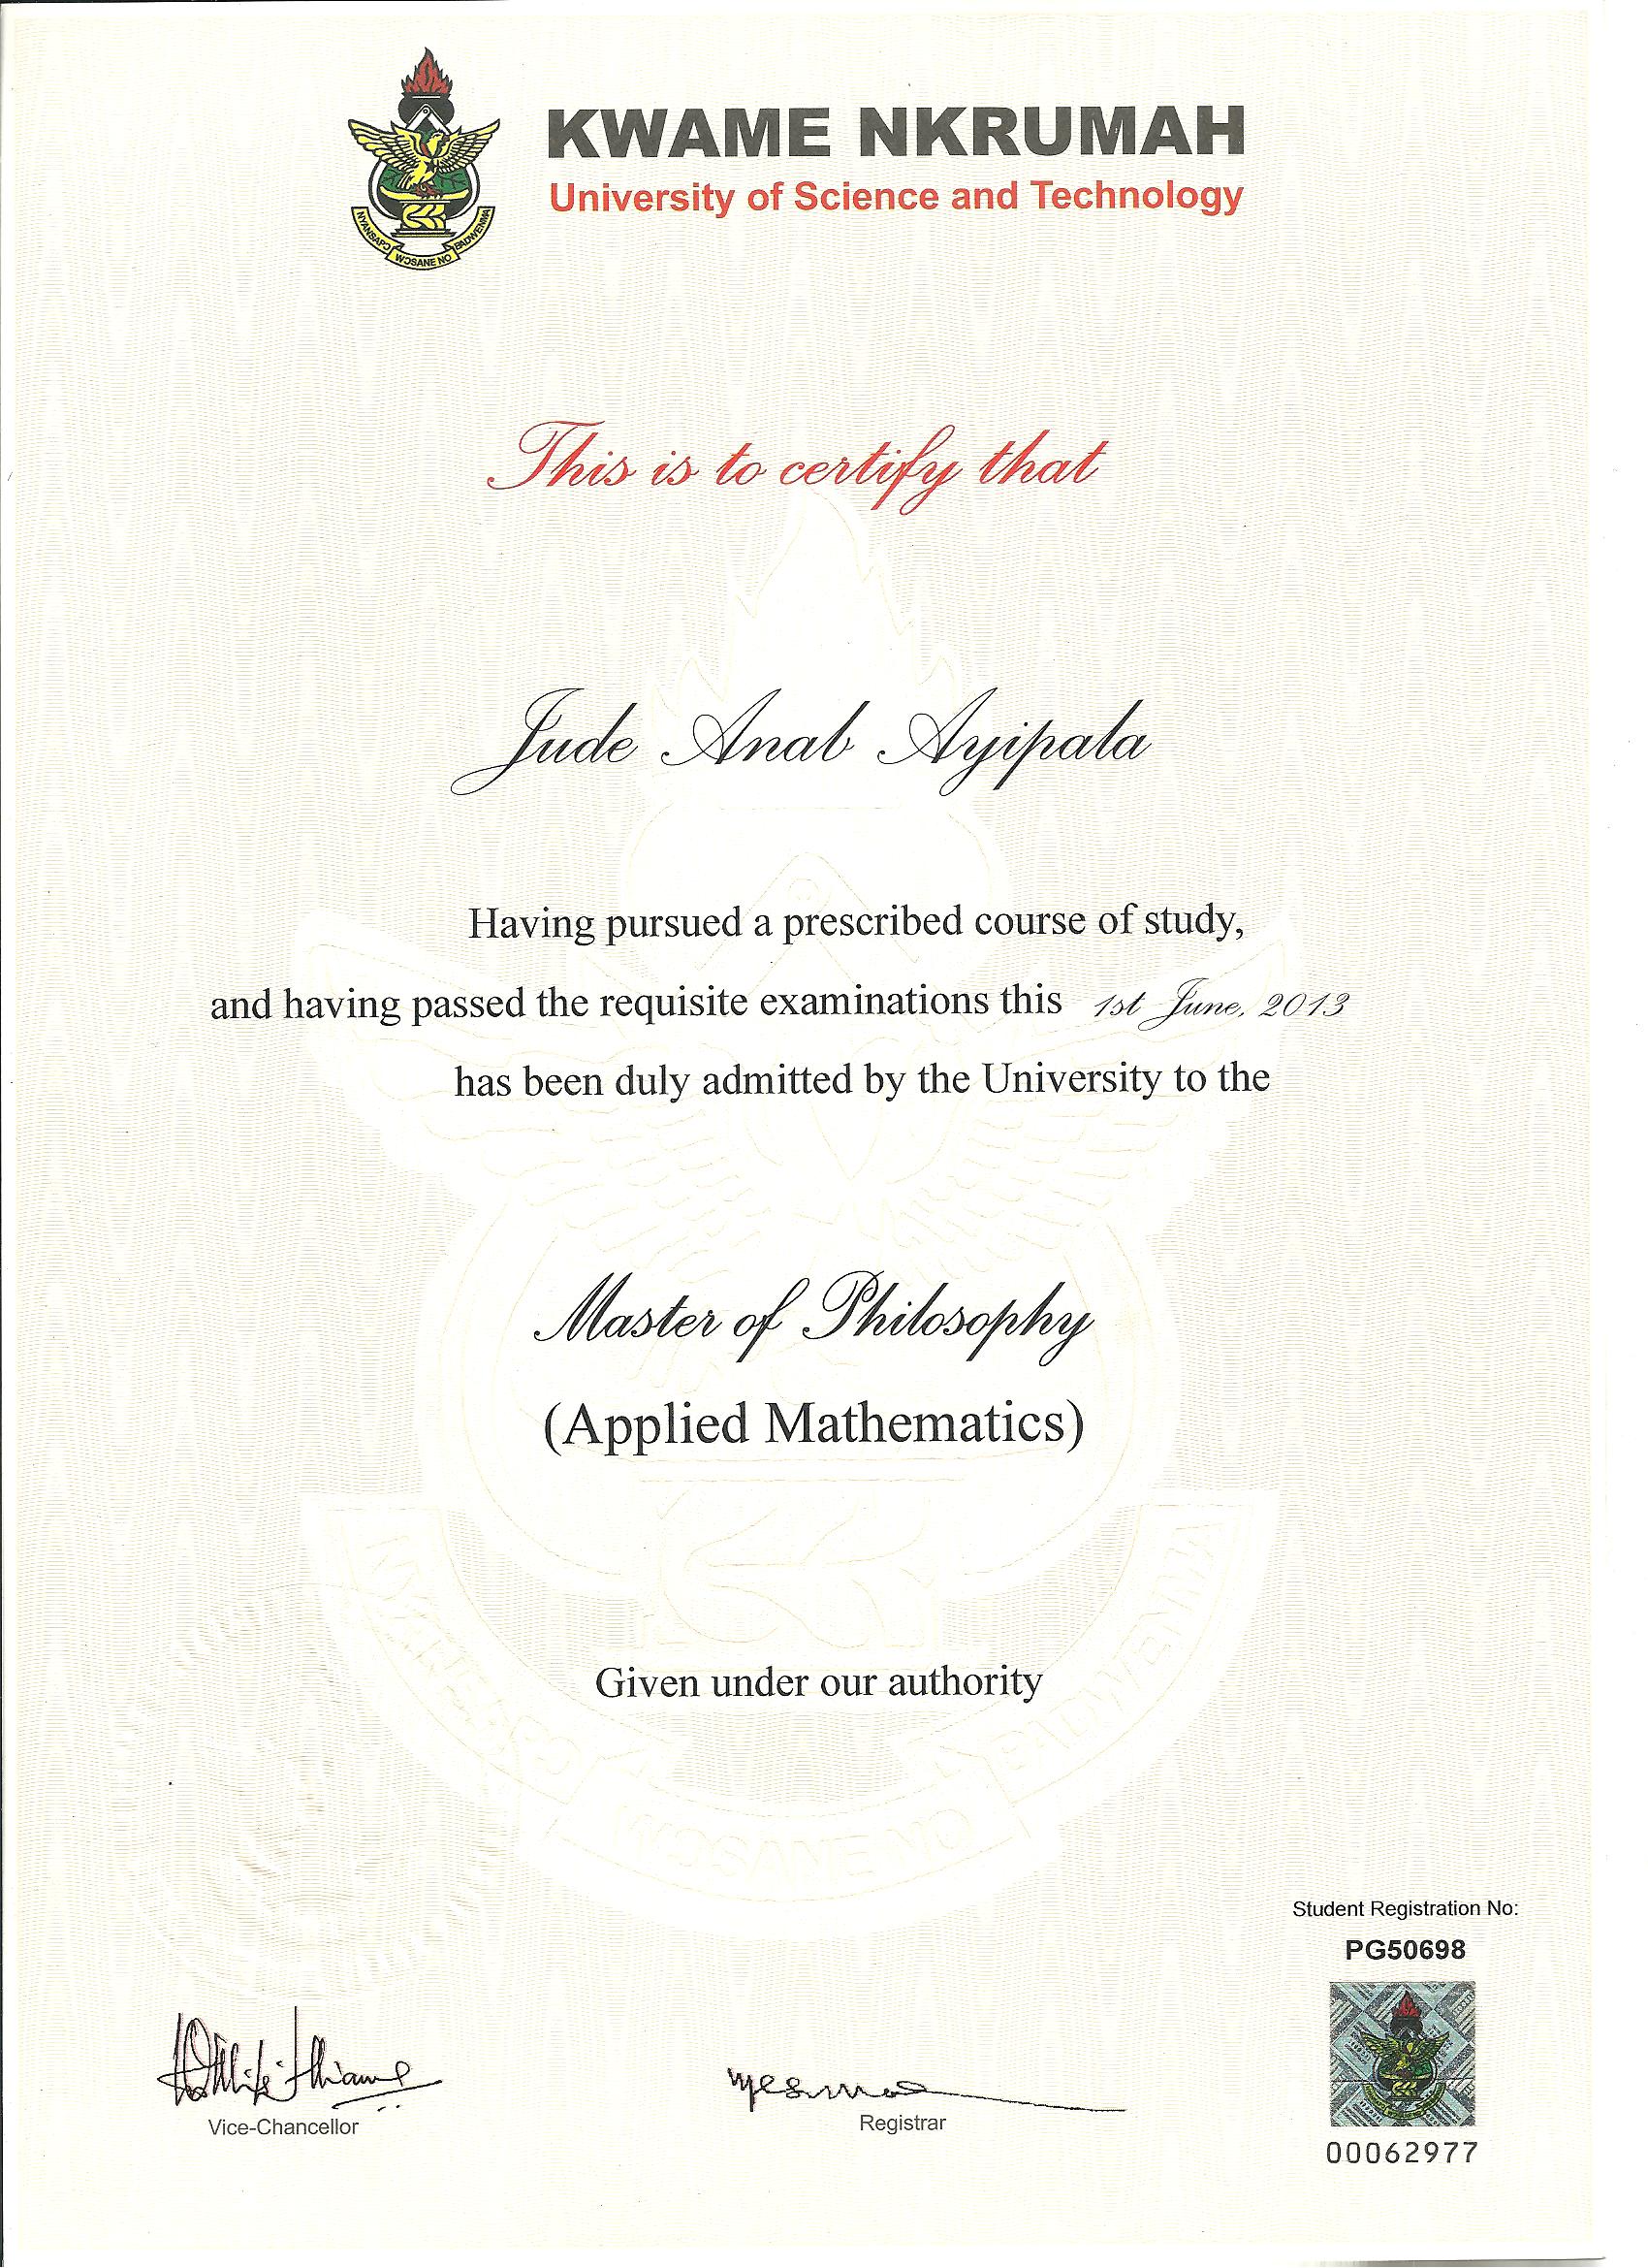 KWAME NKRUMAH
University of Science and Technology
NYANSAPƆ WƆSANE NO BADWENMA
This is to certify that
Jude Anab Ayipala
Having pursued a prescribed course of study,
and having passed the requisite examinations this 1st June, 2013
has been duly admitted by the University to the
Master of Philosophy
(Applied Mathematics)
Given under our authority
Student Registration No:
PG50698
Vice-Chancellor
Registrar
00062977